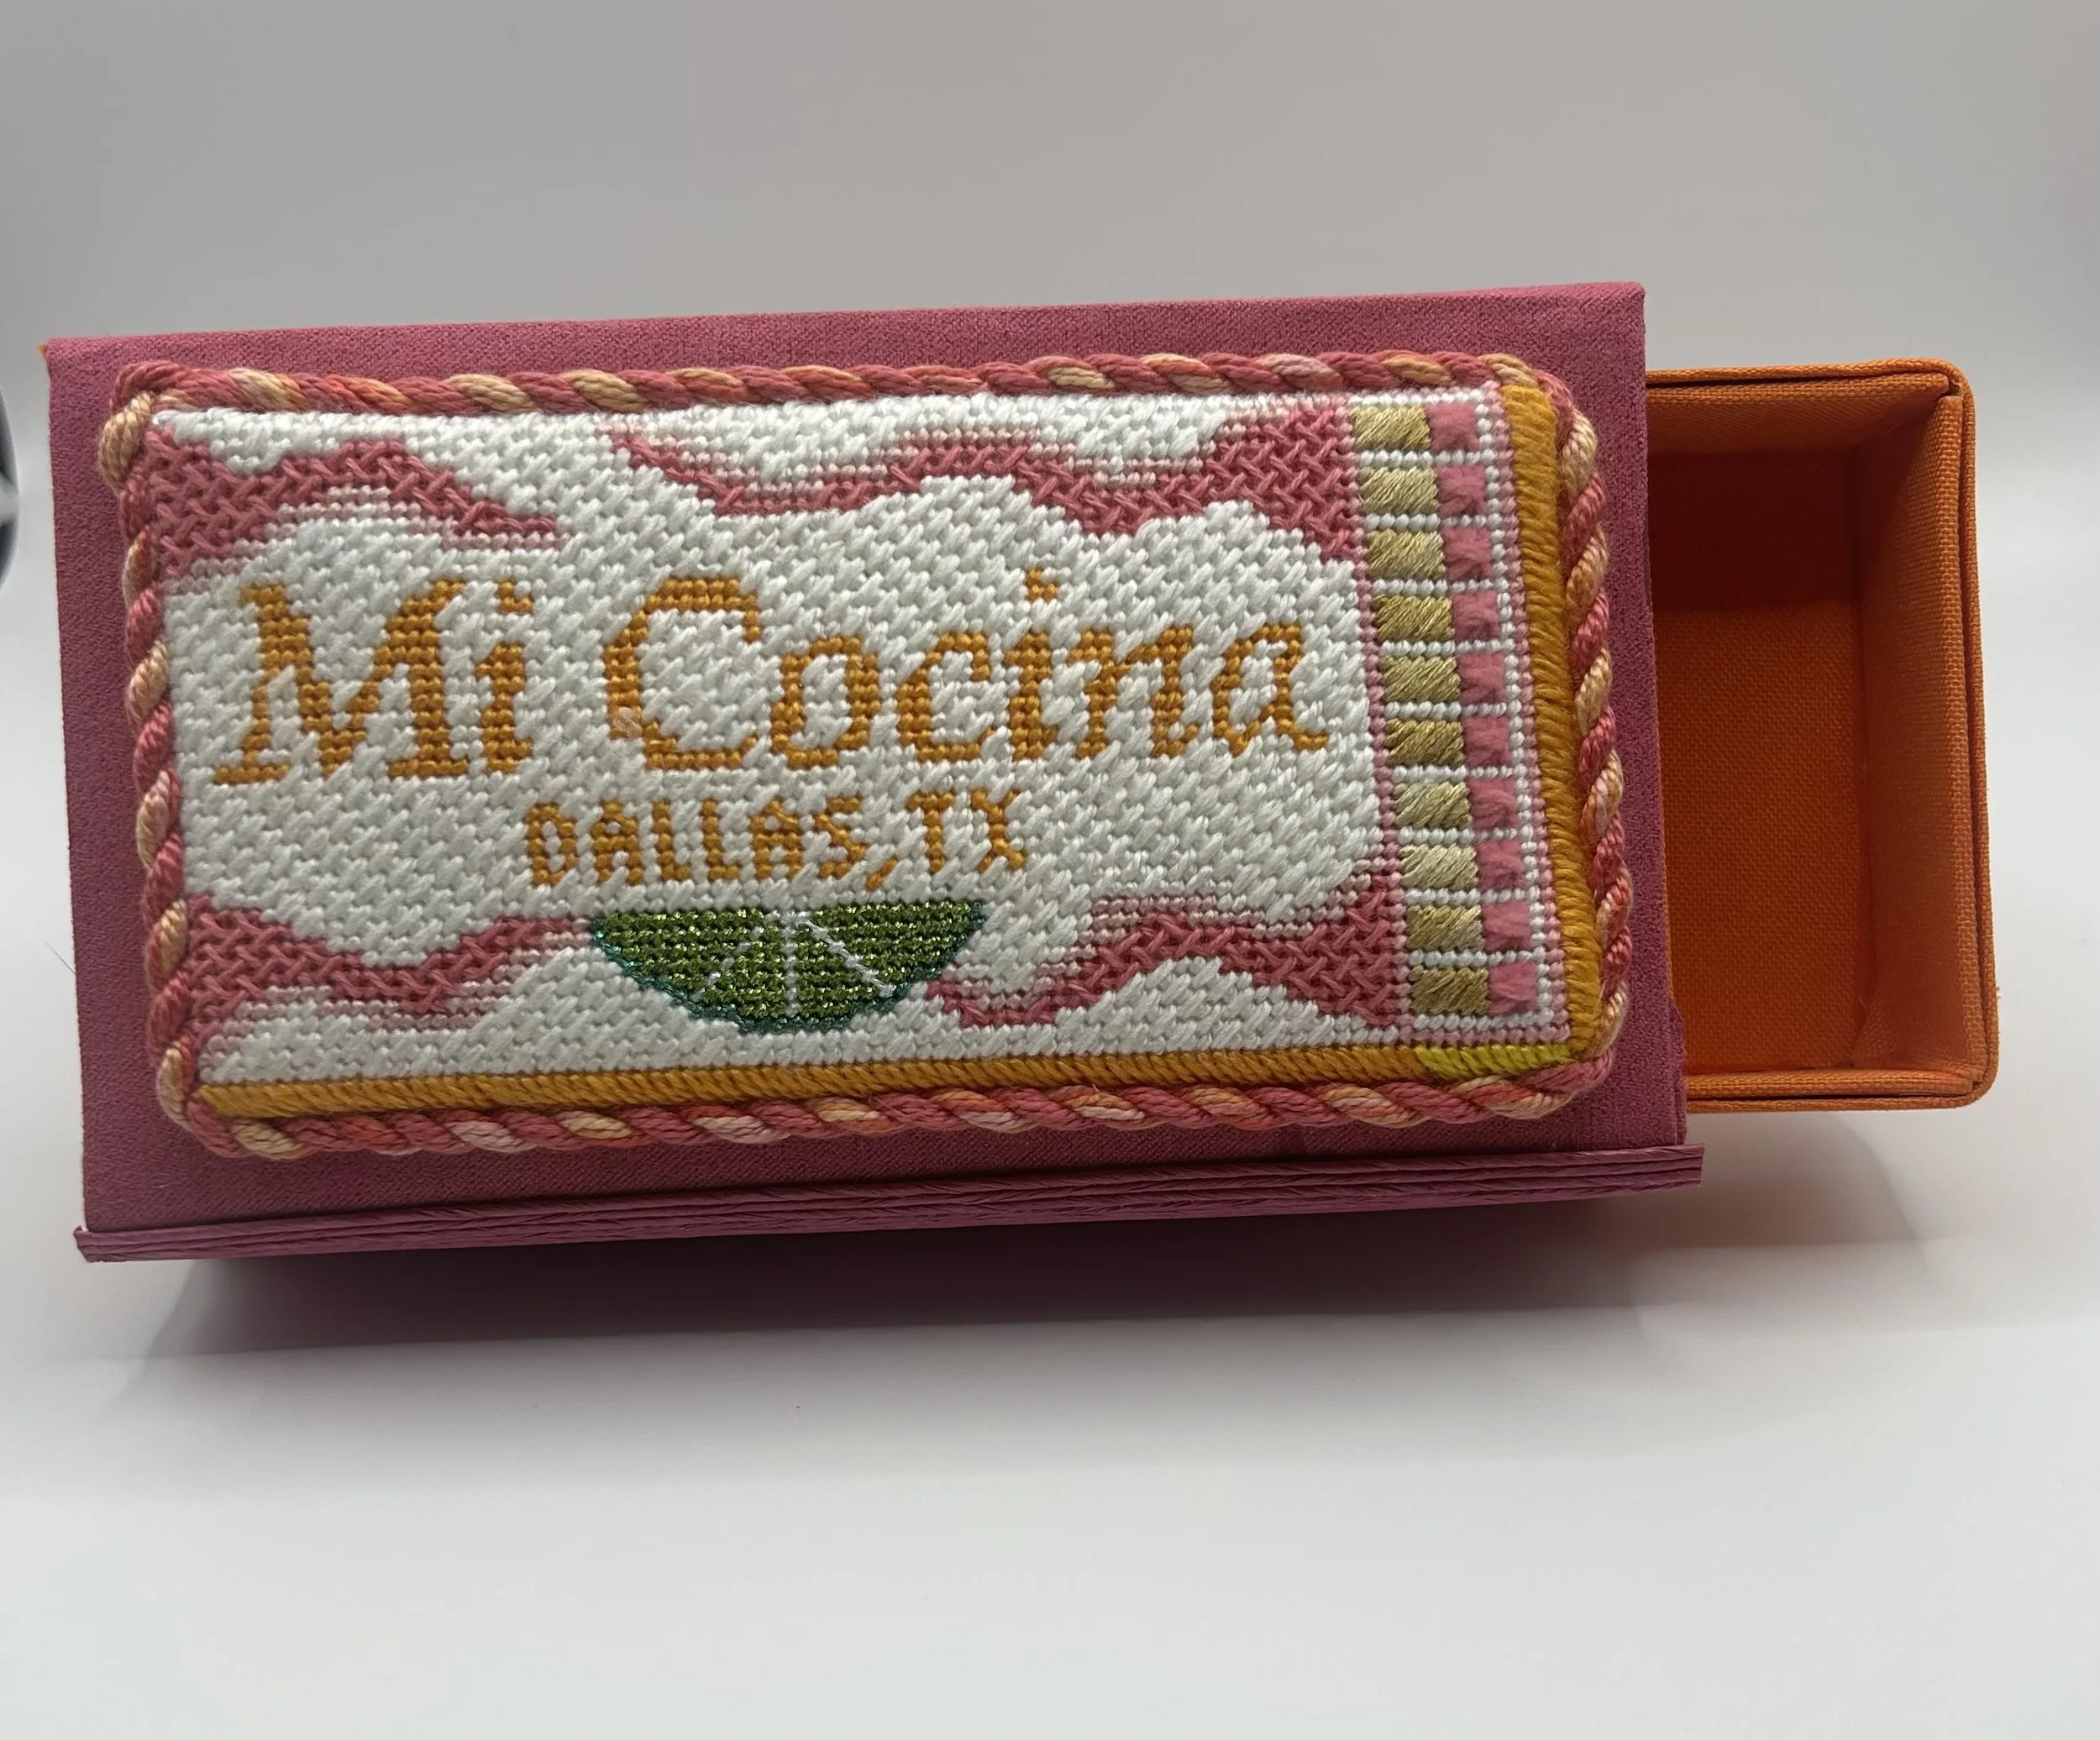 Mi Cocina
DALLAS, TX